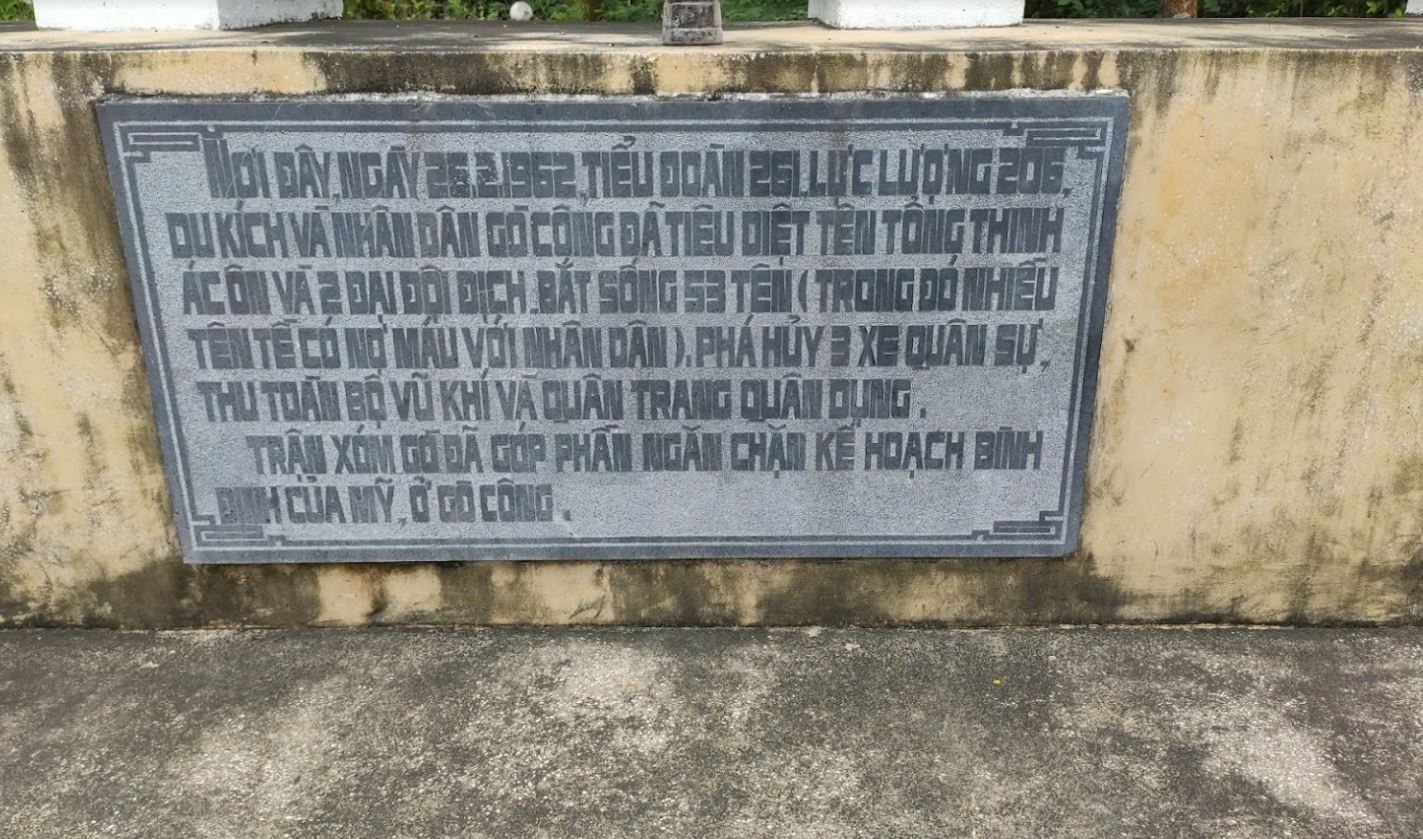 NƠI ĐÂY, NGÀY 26.2.1962, TIỂU ĐOÀN 261, LỰC LƯỢNG 206,
DU KÍCH VÀ NHÂN DÂN GÒ CÔNG ĐÃ TIÊU DIỆT TÊN TỔNG THINH
ÁC ÔN VÀ 2 ĐẠI ĐỘI ĐỊCH. BẮT SỐNG 53 TÊN (TRONG ĐÓ NHIỀU
TÊN TỀ CÓ NỢ MÁU VỚI NHÂN DÂN). PHÁ HỦY 3 XE QUÂN SỰ,
THU TOÀN BỘ VŨ KHÍ VÀ QUÂN TRANG QUÂN DỤNG.
TRẬN XÓM GÒ ĐÃ GÓP PHẦN NGĂN CHẶN KẾ HOẠCH BÌNH
ĐỊNH CỦA MỸ, Ở GÒ CÔNG.